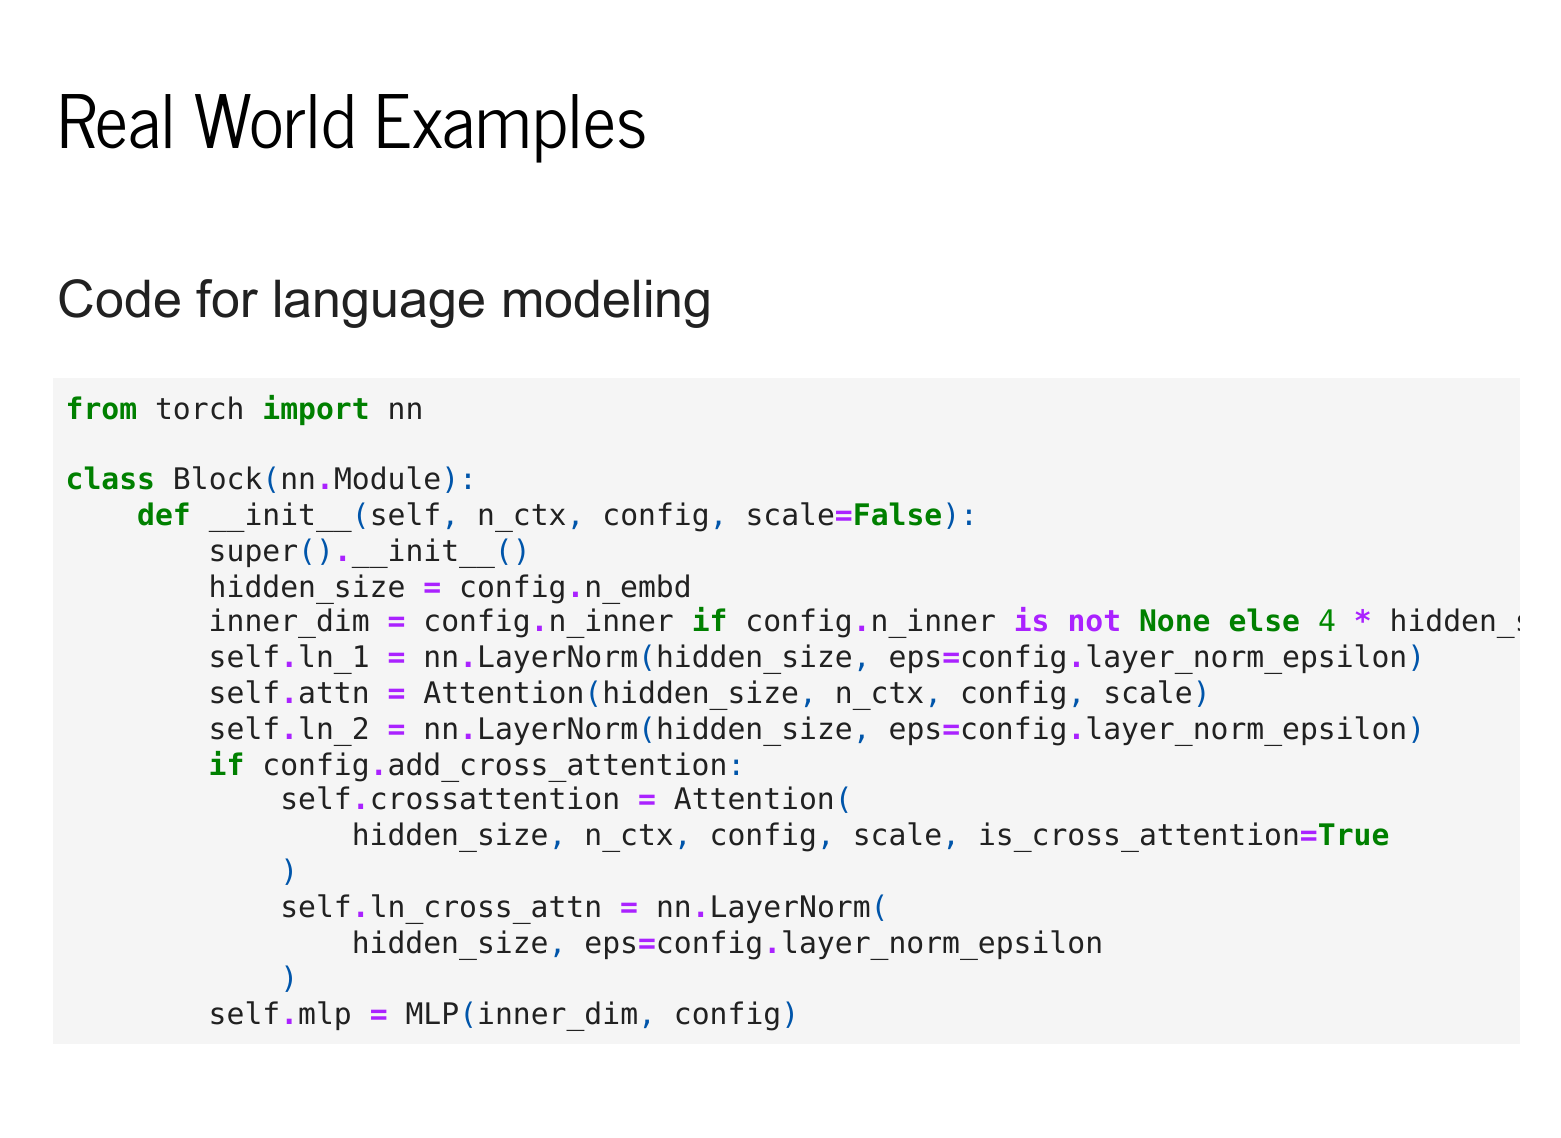 Real World Examples
Code for language modeling
from torch import nn
class Block(nn.Module):
    def __init__(self, n_ctx, config, scale=False):
        super().__init__()
        hidden_size = config.n_embd
        inner_dim = config.n_inner if config.n_inner is not None else 4 * hidden_s
        self.ln_1 = nn.LayerNorm(hidden_size, eps=config.layer_norm_epsilon)
        self.attn = Attention(hidden_size, n_ctx, config, scale)
        self.ln_2 = nn.LayerNorm(hidden_size, eps=config.layer_norm_epsilon)
        if config.add_cross_attention:
            self.crossattention = Attention(
                hidden_size, n_ctx, config, scale, is_cross_attention=True
            )
            self.ln_cross_attn = nn.LayerNorm(
                hidden_size, eps=config.layer_norm_epsilon
            )
        self.mlp = MLP(inner_dim, config)